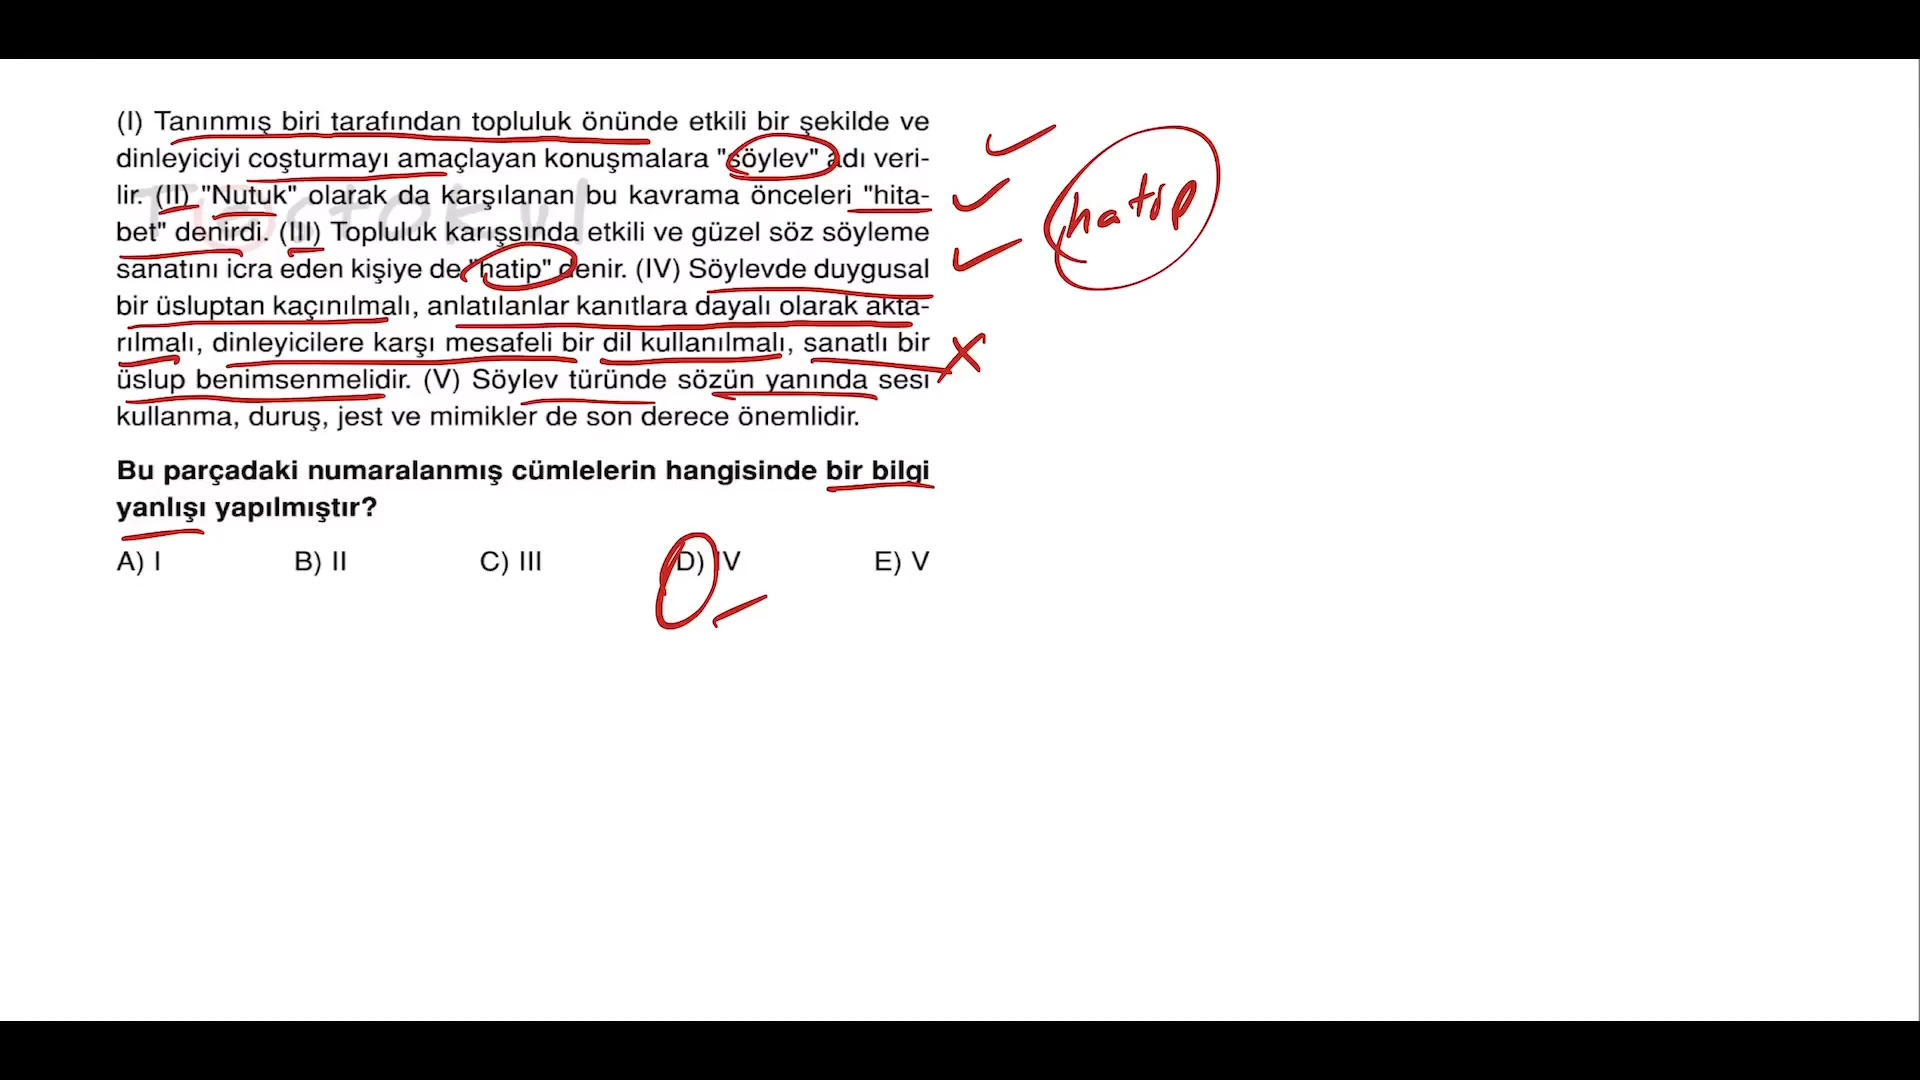 (I) Tanınmış biri tarafından topluluk önünde etkili bir şekilde ve
dinleyiciyi coşturmayı amaçlayan konuşmalara "söylev" adı veri-
lir. (II) "Nutuk" olarak da karşılanan bu kavrama önceleri "hita-
bet" denirdi. (III) Topluluk karışsında etkili ve güzel söz söyleme
sanatını icra eden kişiye de "hatip" denir. (IV) Söylevde duygusal
bir üsluptan kaçınılmalı, anlatılanlar kanıtlara dayalı olarak akta-
rılmalı, dinleyicilere karşı mesafeli bir dil kullanılmalı, sanatlı bir
üslup benimsenmelidir. (V) Söylev türünde sözün yanında sesi
kullanma, duruş, jest ve mimikler de son derece önemlidir.
hatip
Bu parçadaki numaralanmış cümlelerin hangisinde bir bilgi
yanlışı yapılmıştır?
A) I B) II C) III D) IV E) V